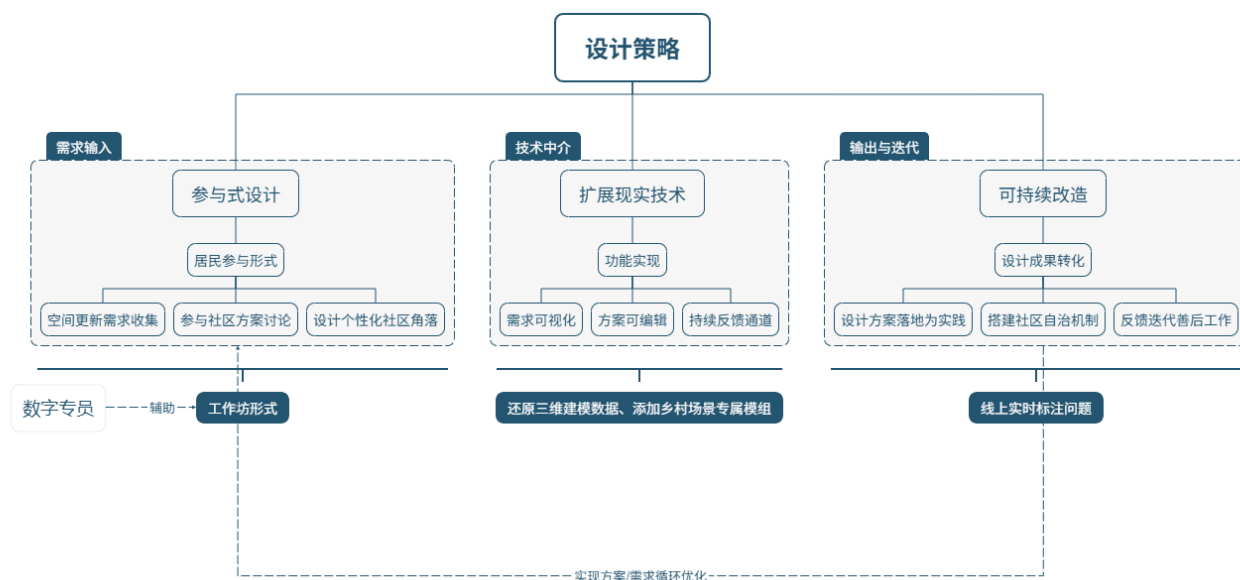 设计策略
需求输入
技术中介
输出与迭代
参与式设计
扩展现实技术
可持续改造
居民参与形式
功能实现
设计成果转化
空间更新需求收集
参与社区方案讨论
设计个性化社区角落
需求可视化
方案可编辑
持续反馈通道
设计方案落地为实践
搭建社区自治机制
反馈迭代善后工作
数字专员
辅助
工作坊形式
还原三维建模数据、添加乡村场景专属模组
线上实时标注问题
实现方案/需求循环优化